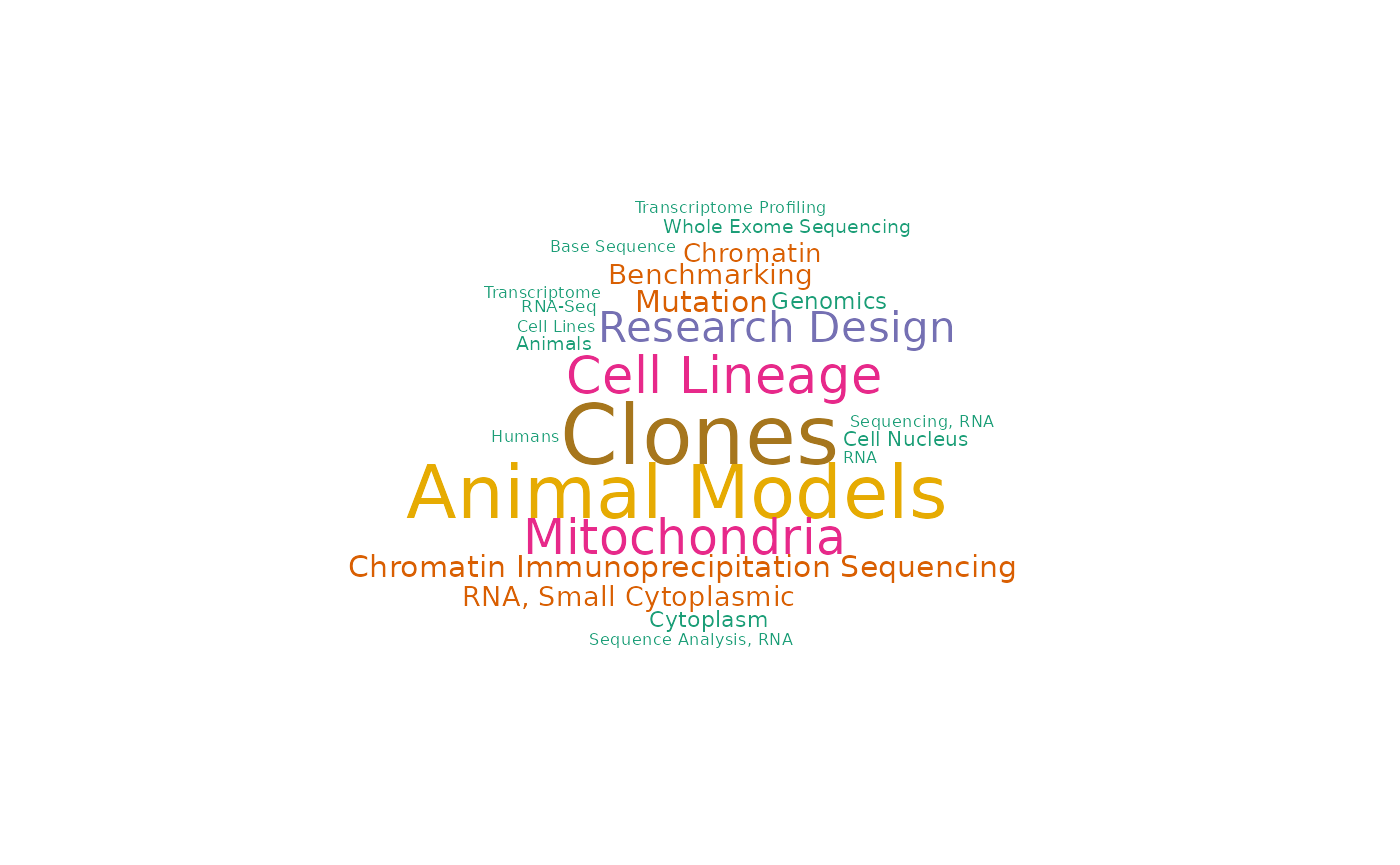 Transcriptome Profiling
Whole Exome Sequencing
Base Sequence
Chromatin
Benchmarking
Transcriptome
Mutation
Genomics
RNA-Seq
Cell Lines
Research Design
Animals
Cell Lineage
Clones
Sequencing, RNA
Humans
Cell Nucleus
RNA
Animal Models
Mitochondria
Chromatin Immunoprecipitation Sequencing
RNA, Small Cytoplasmic
Cytoplasm
Sequence Analysis, RNA